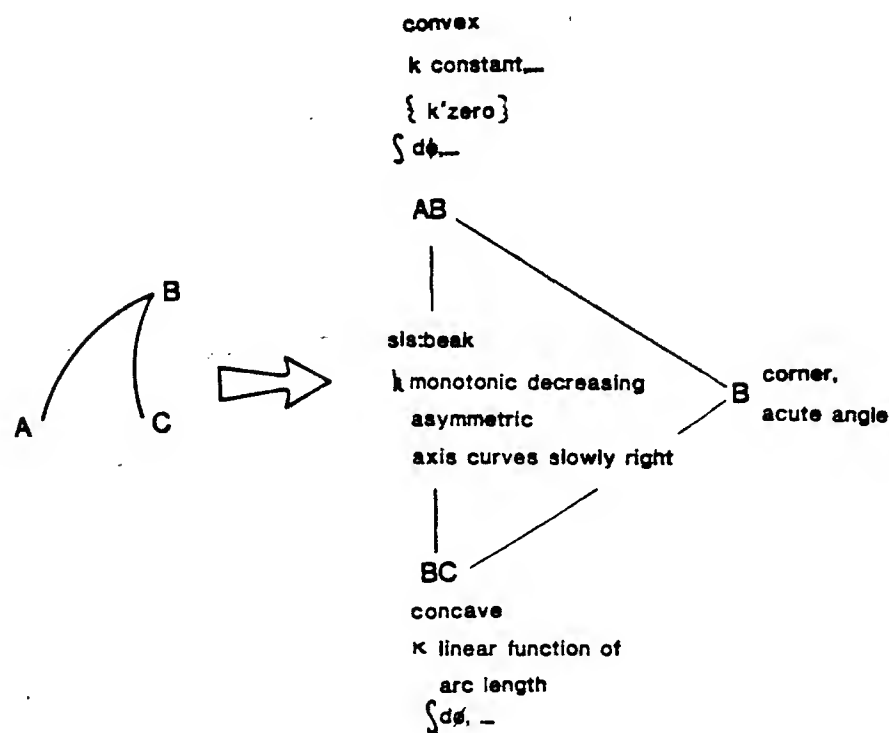 convex
k constant,—
{ k'zero}
∫ dϕ,—
AB
B
A
C
sls:beak
k monotonic decreasing
asymmetric
axis curves slowly right
B
corner,
acute angle
BC
concave
κ linear function of
arc length
∫dϕ, —